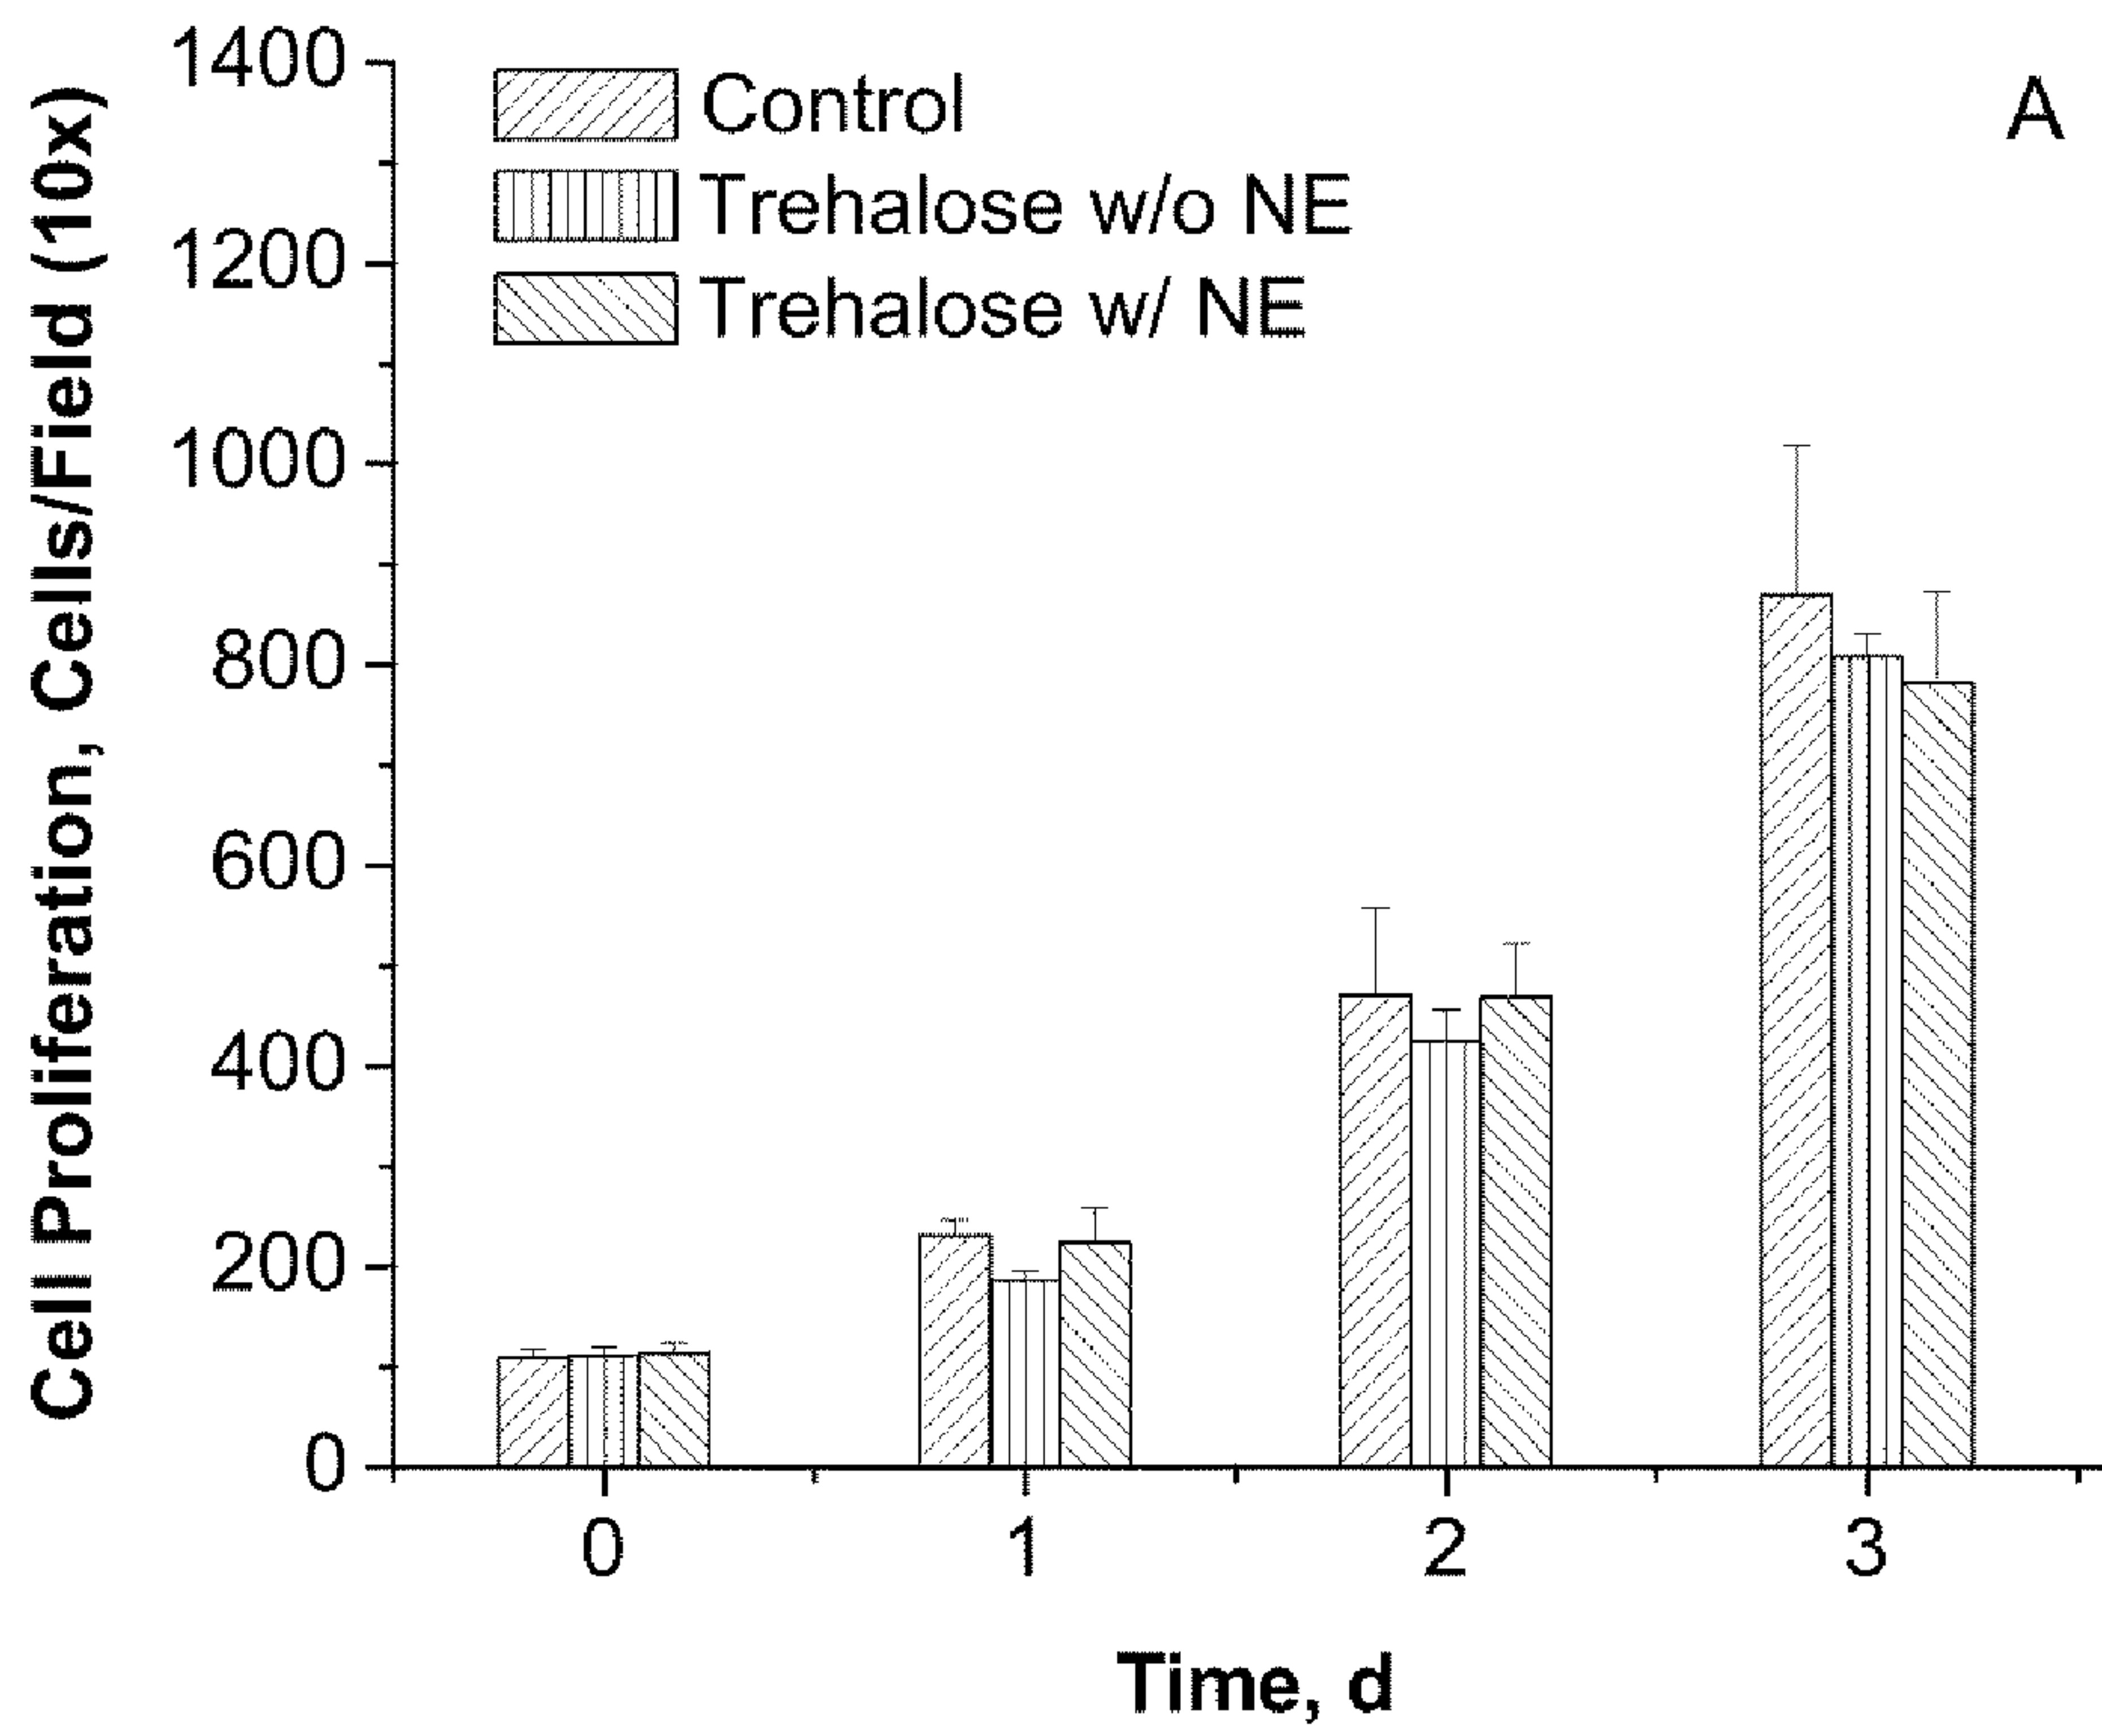 Cell Proliferation, Cells/Field (10x)
1400
1200
1000
800
600
400
200
0
Control
Trehalose w/o NE
Trehalose w/ NE
A
0 1 2 3
Time, d